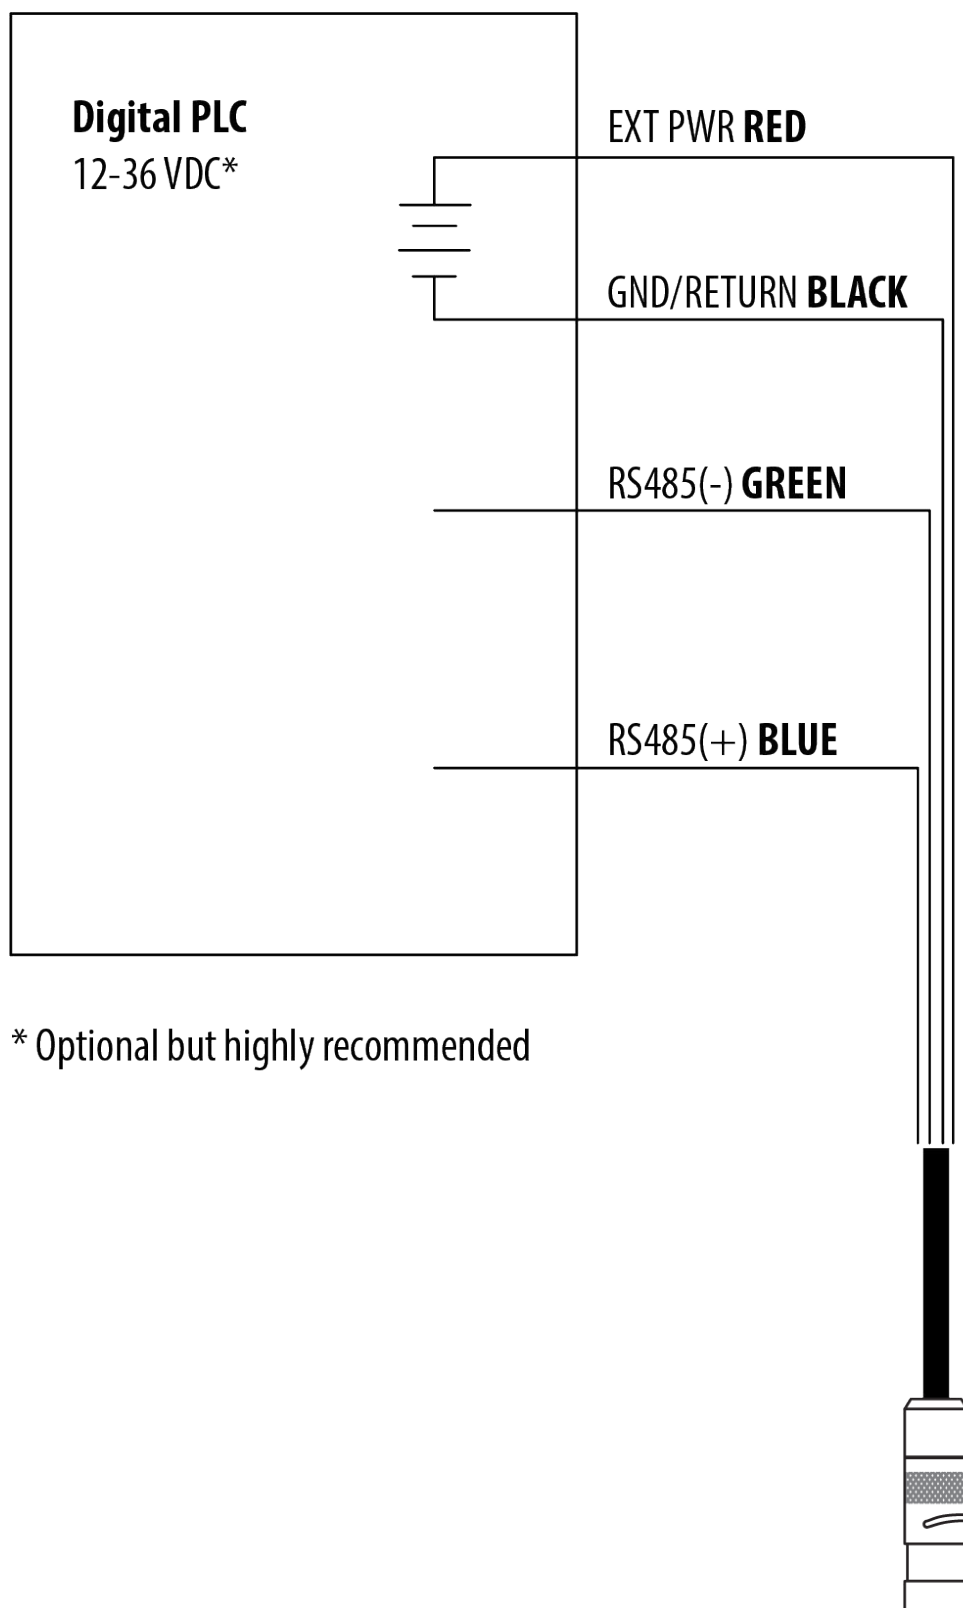 Digital PLC
12-36 VDC*
EXT PWR RED
GND/RETURN BLACK
RS485(-) GREEN
RS485(+) BLUE
* Optional but highly recommended